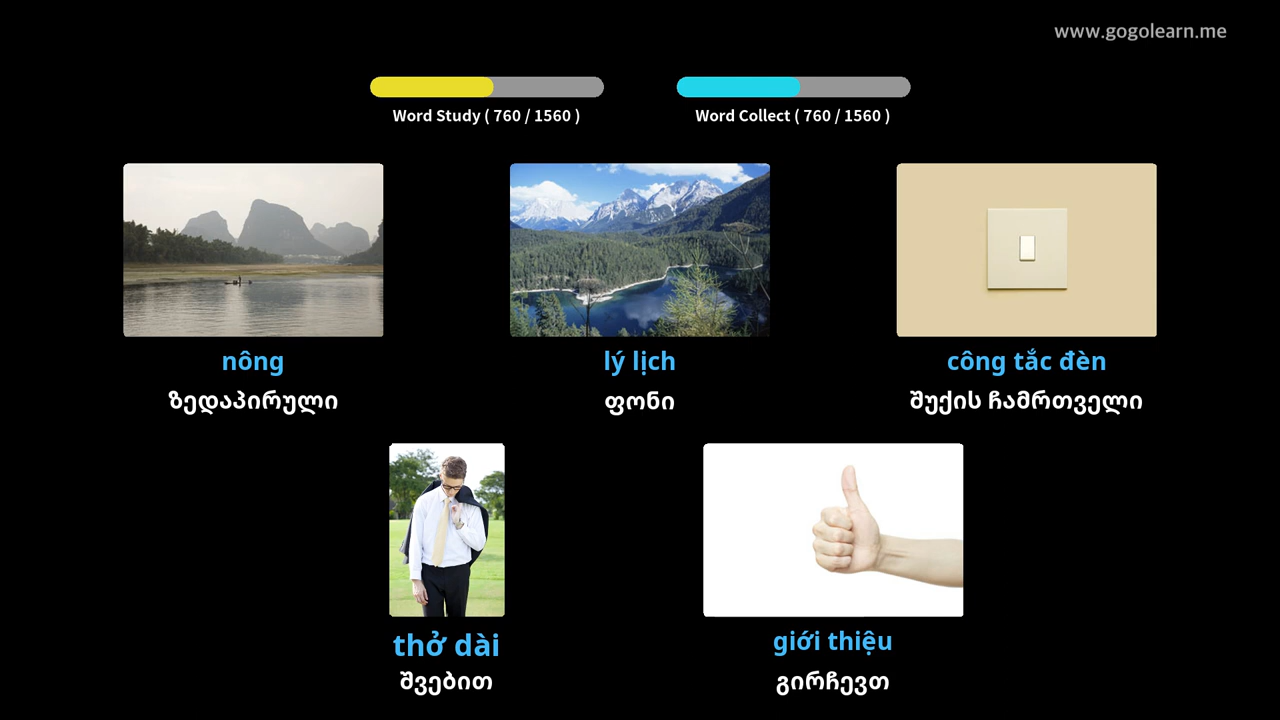 www.gogolearn.me
Word Study ( 760 / 1560 )
Word Collect ( 760 / 1560 )
nông
ზედაპირული
lý lịch
ფონი
công tắc đèn
შუქის ჩამრთველი
thở dài
შვებით
giới thiệu
გირჩევთ